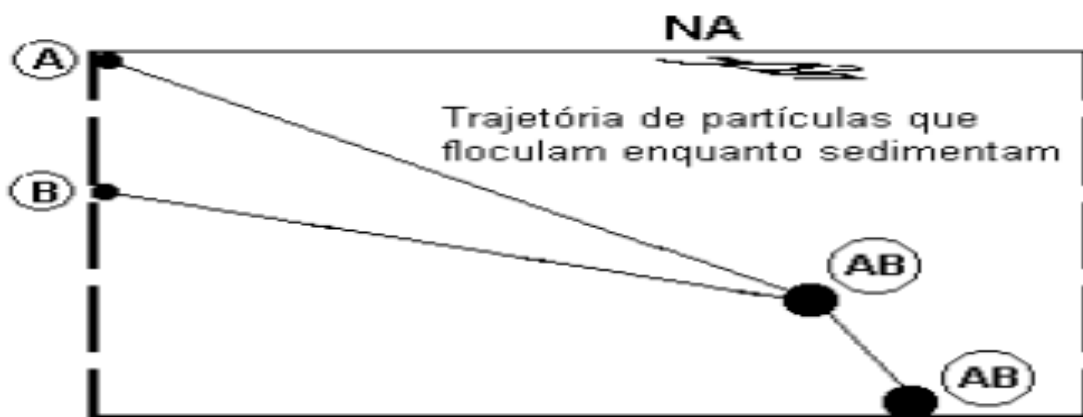 NA
A
Trajetória de partículas que
floculam enquanto sedimentam
B
AB
AB